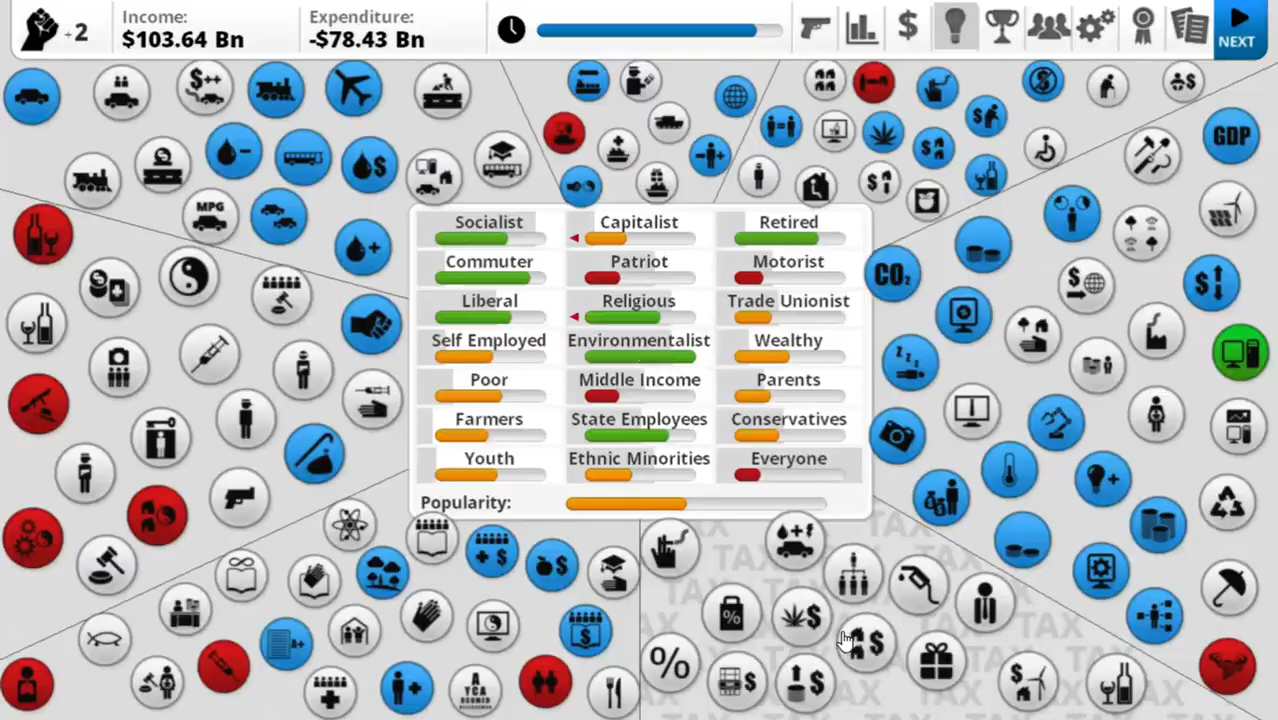 Income:
Expenditure:
+2
$103.64 Bn
-$78.43 Bn
NEXT
$++
GDP
MPG
CO2
Socialist
Capitalist
Retired
Commuter
Patriot
Motorist
Liberal
Religious
Trade Unionist
Self Employed
Environmentalist
Wealthy
Poor
Middle Income
Parents
Farmers
State Employees
Conservatives
Youth
Ethnic Minorities
Everyone
Popularity:
TAX TAX TAX